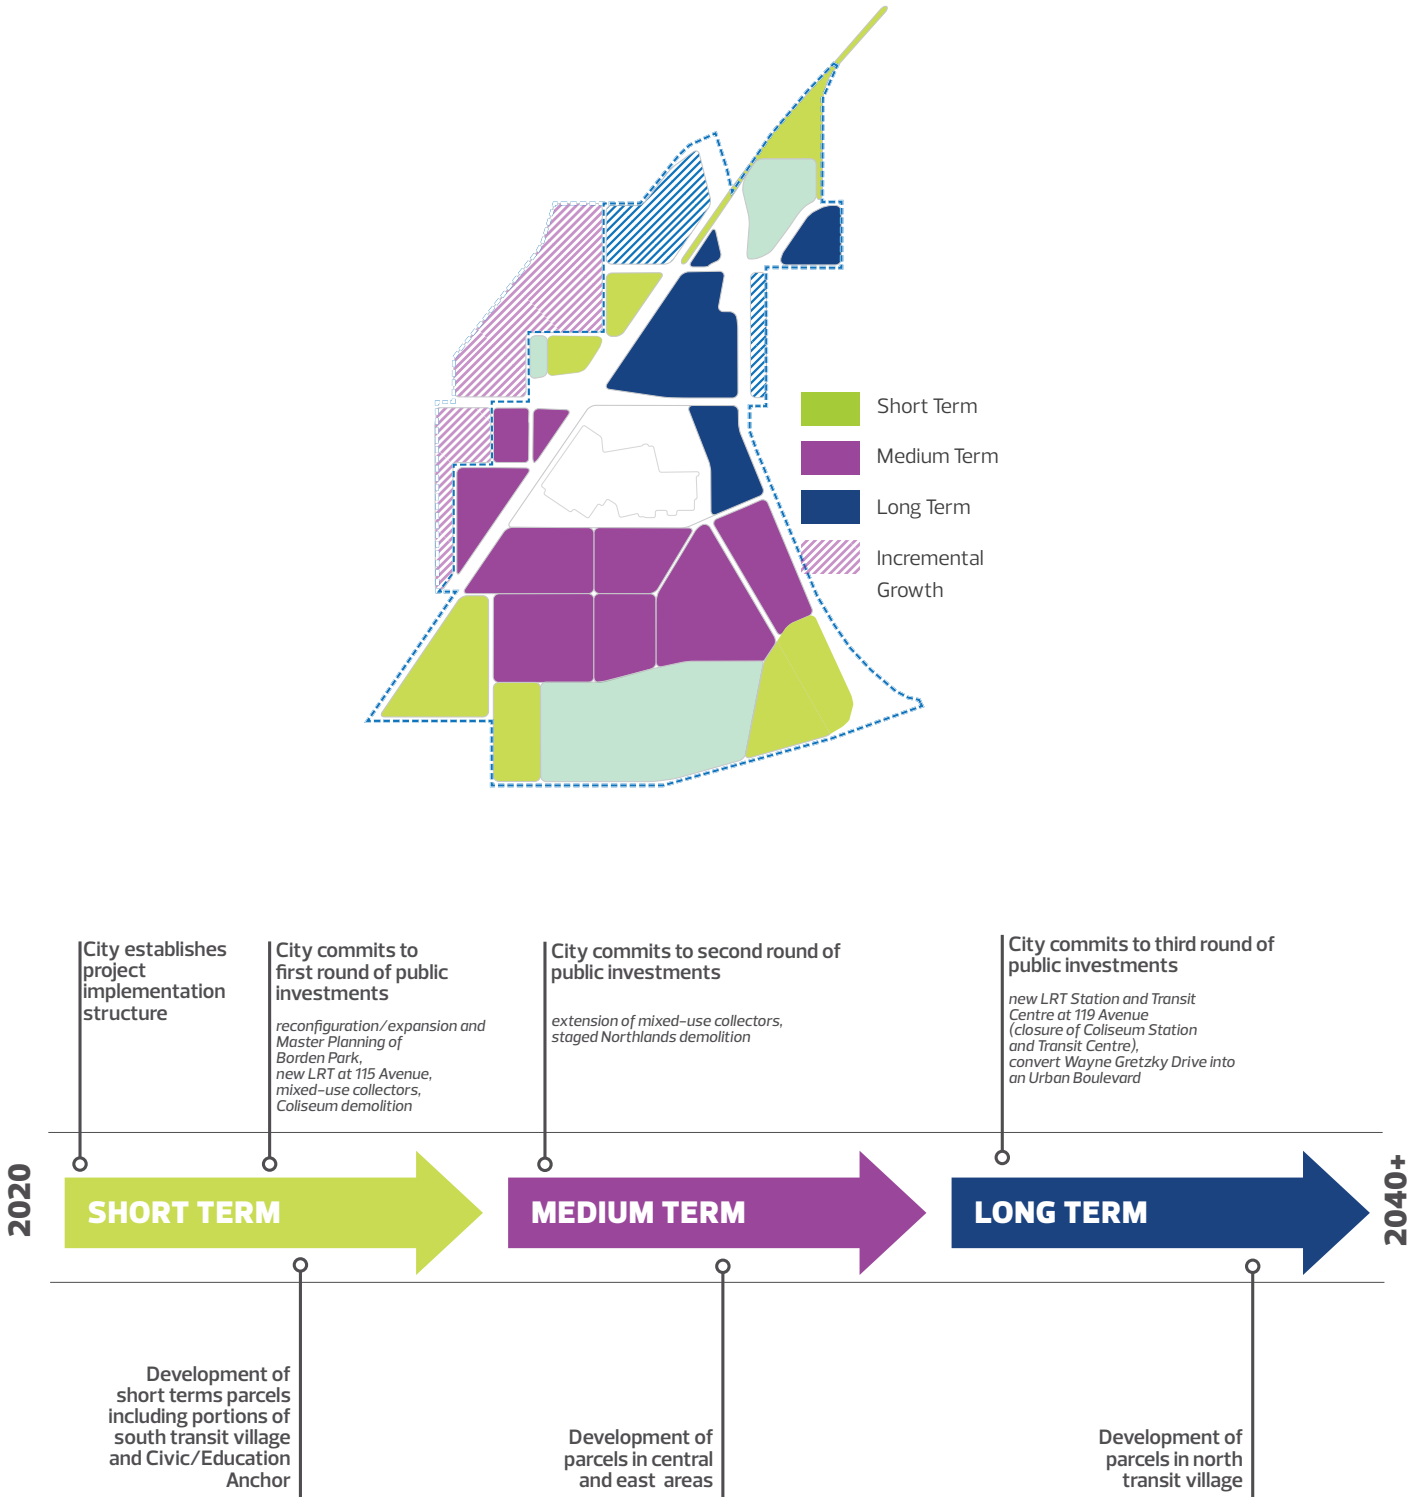 Short Term
Medium Term
Long Term
Incremental
Growth
City establishes
project
implementation
structure
City commits to
first round of public
investments
reconfiguration/expansion and
Master Planning of
Borden Park,
new LRT at 115 Avenue,
mixed-use collectors,
Coliseum demolition
City commits to second round of
public investments
extension of mixed-use collectors,
staged Northlands demolition
City commits to third round of
public investments
new LRT Station and Transit
Centre at 119 Avenue
(closure of Coliseum Station
and Transit Centre),
convert Wayne Gretzky Drive into
an Urban Boulevard
2020
SHORT TERM
MEDIUM TERM
LONG TERM
2040+
Development of
short terms parcels
including portions of
south transit village
and Civic/Education
Anchor
Development of
parcels in central
and east areas
Development of
parcels in north
transit village